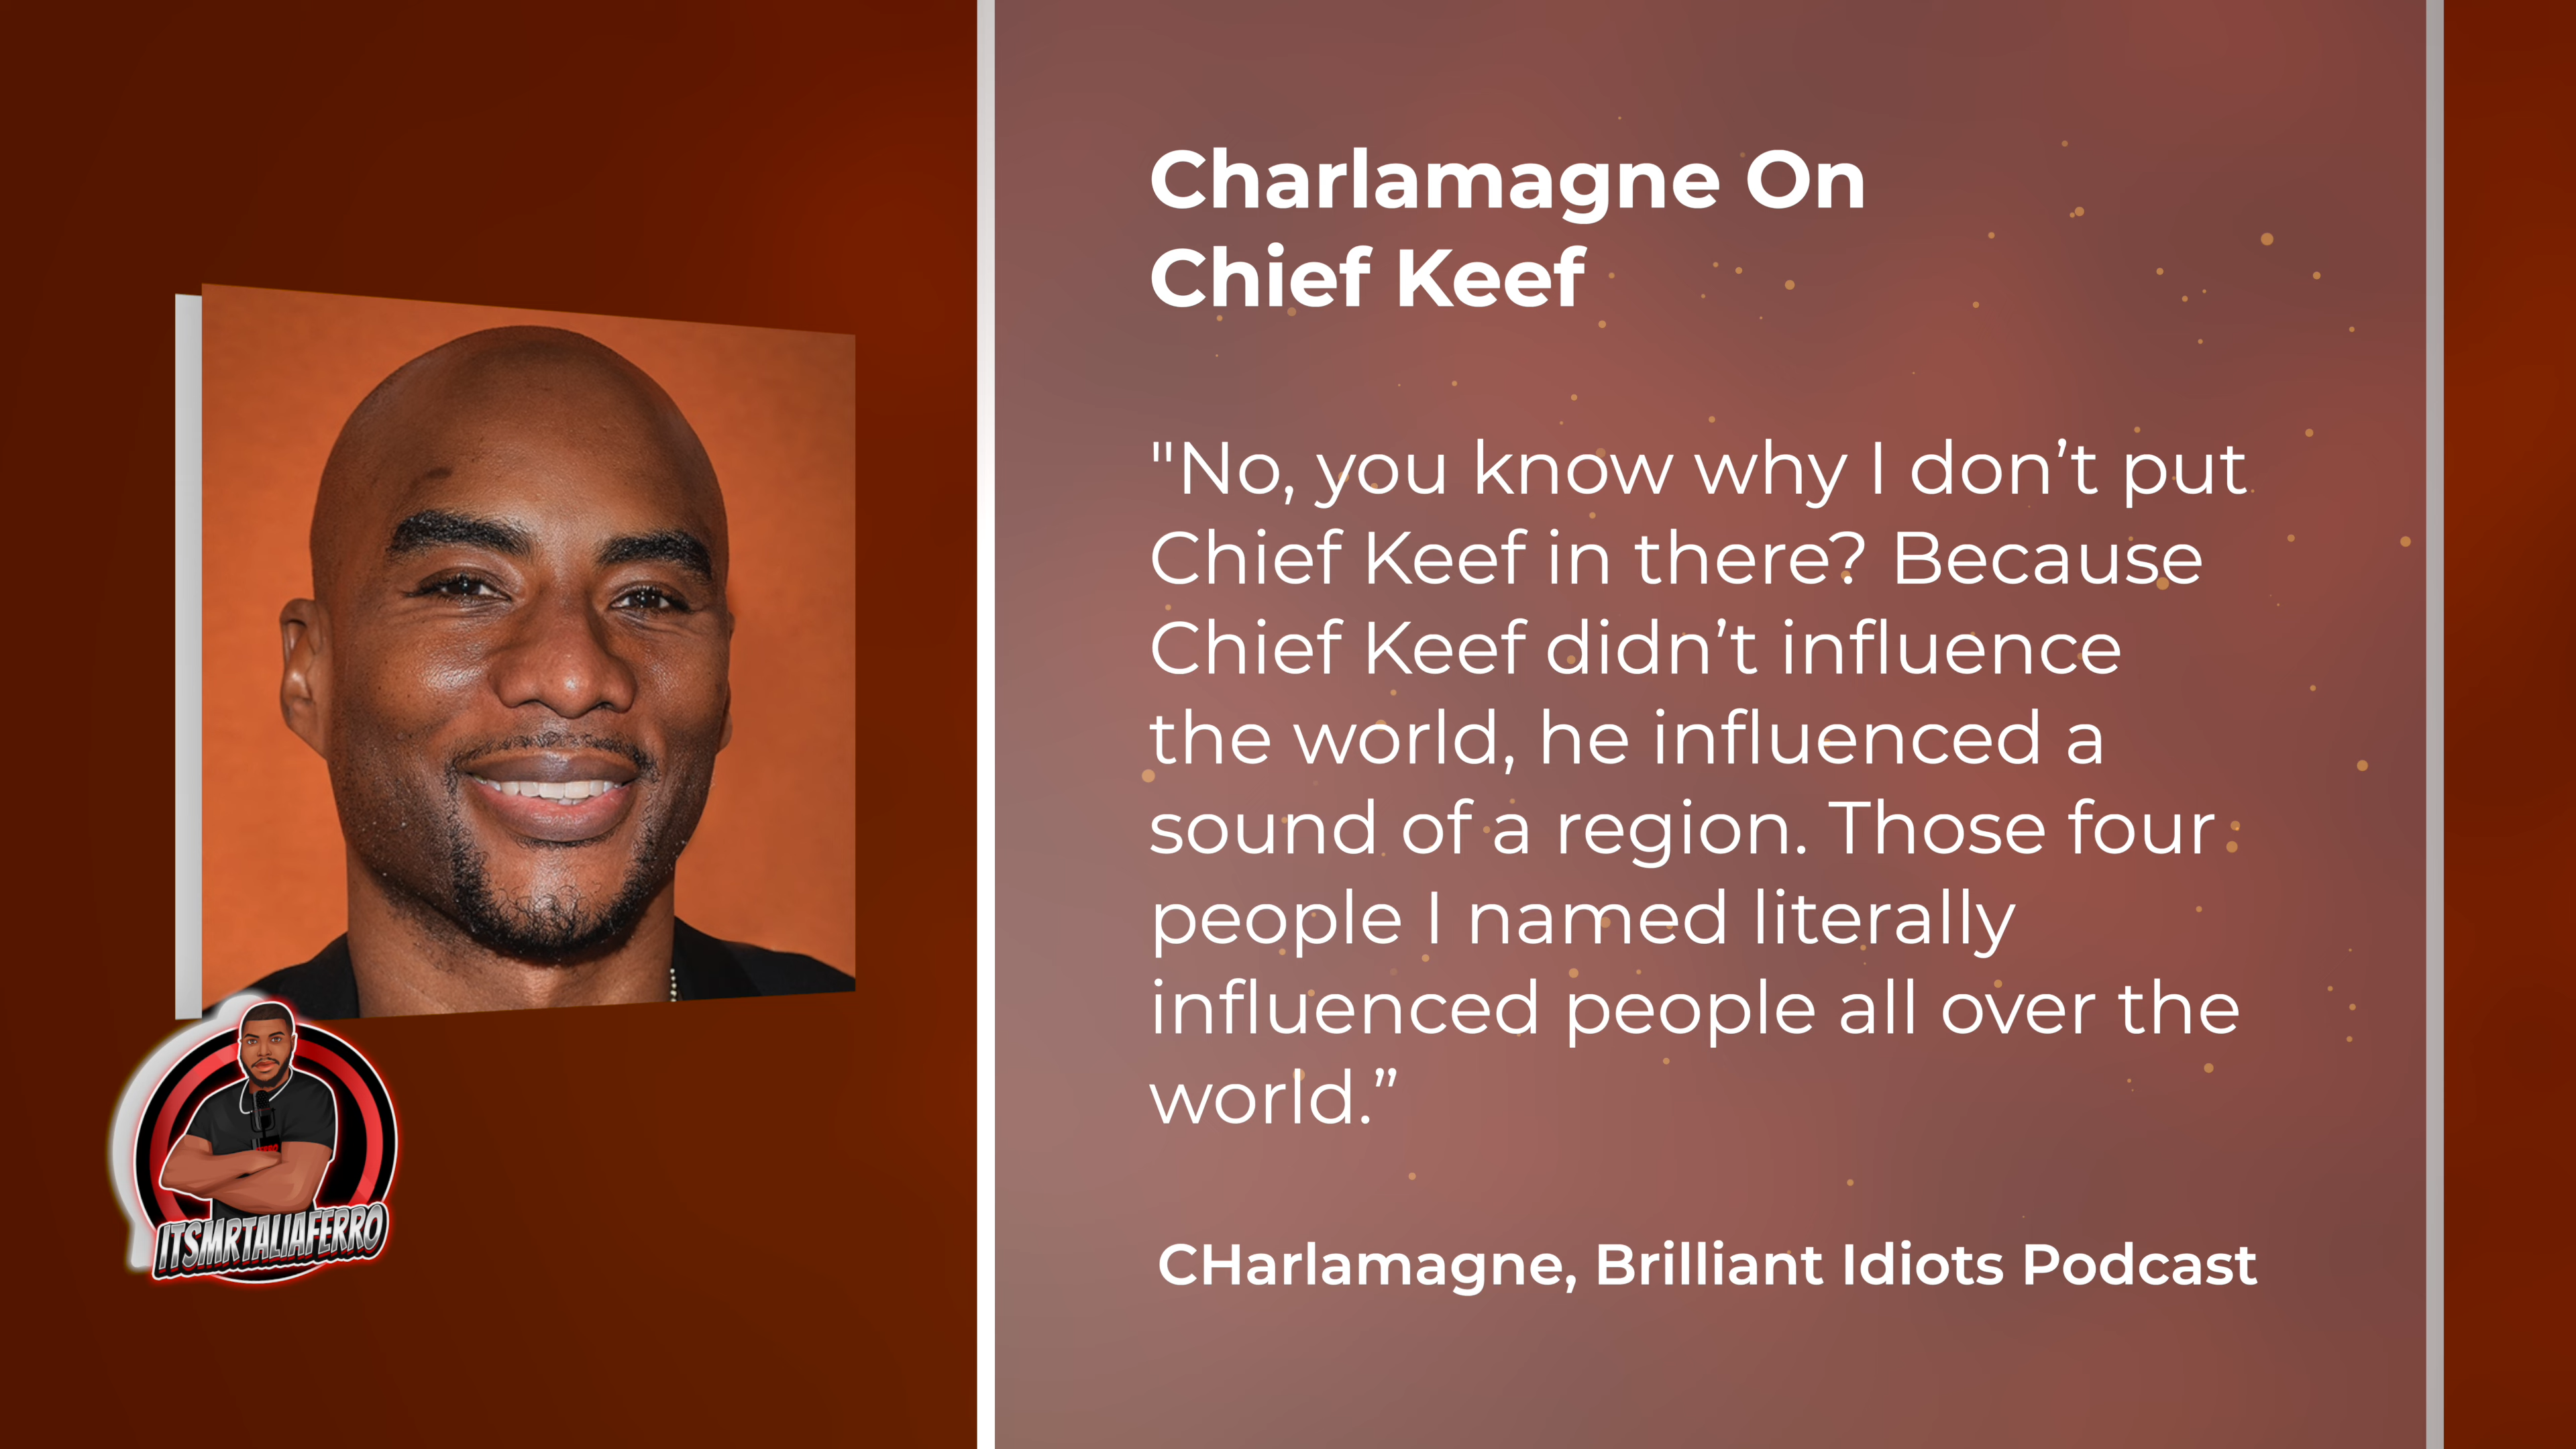 Charlamagne On
Chief Keef
"No, you know why I don’t put
Chief Keef in there? Because
Chief Keef didn’t influence
the world, he influenced a
sound of a region. Those four
people I named literally
influenced people all over the
world.”
CHarlamagne, Brilliant Idiots Podcast
ITSMRTALIAFERRO